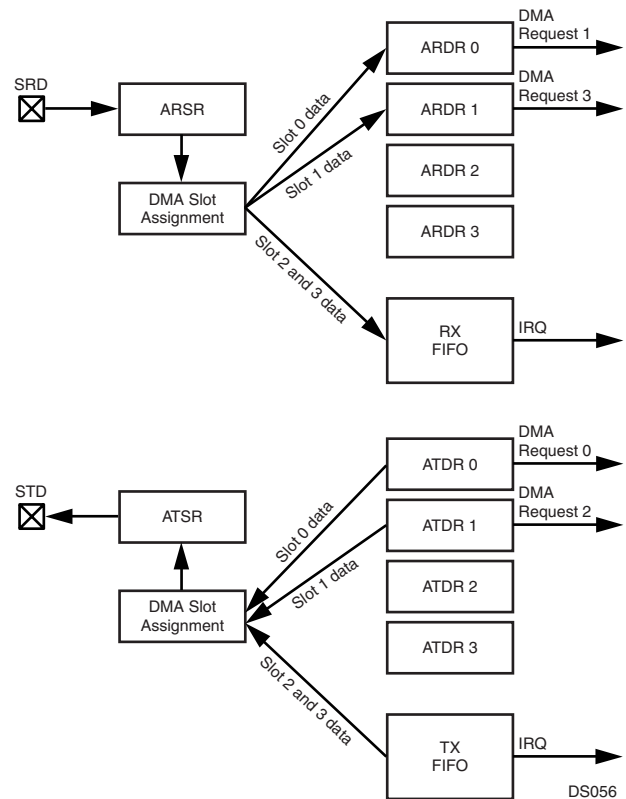 DMA
Request 1
ARDR 0
SRD
DMA
Request 3
ARSR
ARDR 1
Slot 0 data
Slot 1 data
ARDR 2
DMA Slot
Assignment
ARDR 3
Slot 2 and 3 data
RX
FIFO
IRQ
DMA
Request 0
ATDR 0
STD
DMA
Request 2
ATSR
ATDR 1
Slot 0 data
Slot 1 data
ATDR 2
DMA Slot
Assignment
ATDR 3
Slot 2 and 3 data
TX
FIFO
IRQ
DS056